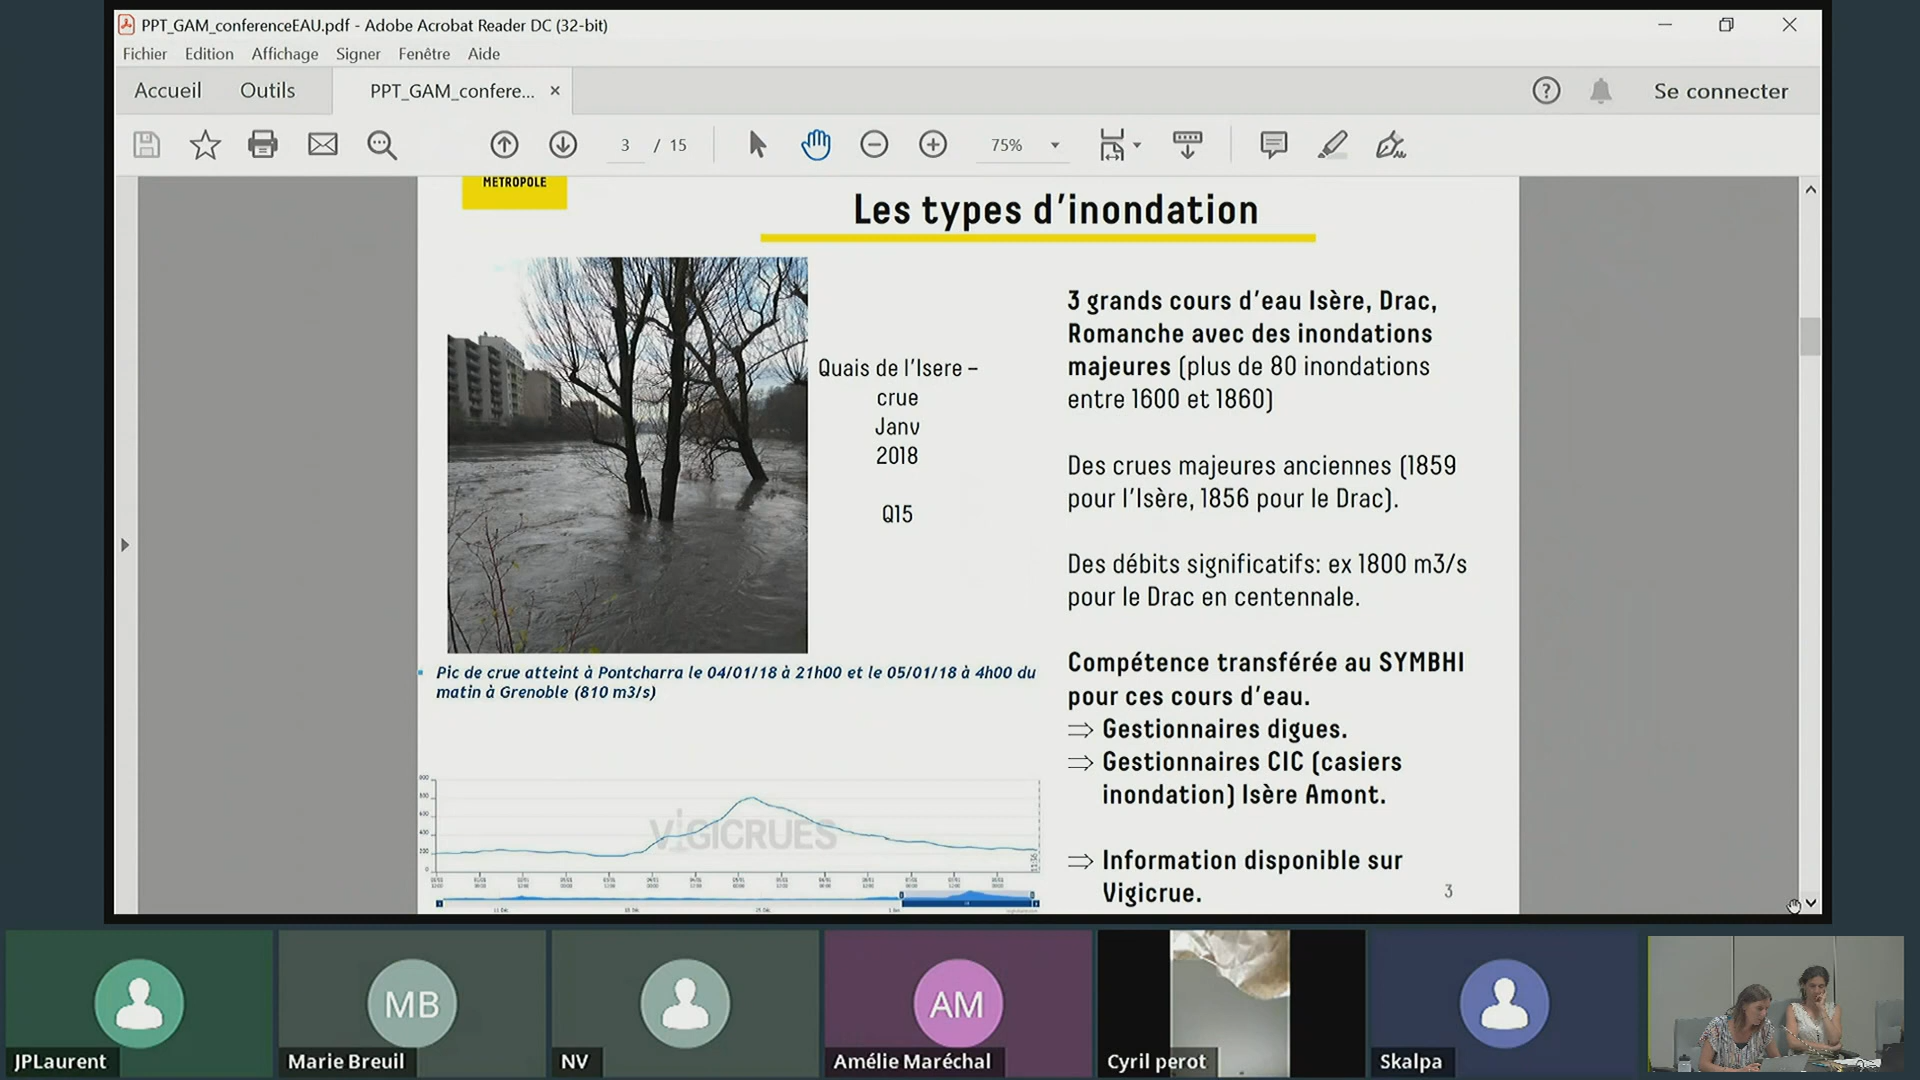 PPT_GAM_conferenceEAU.pdf - Adobe Acrobat Reader DC (32-bit)
Fichier Edition Affichage Signer Fenêtre Aide
Accueil Outils PPT_GAM_confere... × Se connecter
3 / 15 75%
METROPOLE
Les types d'inondation
Quais de l'Isere –
crue
Janv
2018
Q15
Pic de crue atteint à Pontcharra le 04/01/18 à 21h00 et le 05/01/18 à 4h00 du
matin à Grenoble (810 m3/s)
VIGICRUES
3 grands cours d'eau Isère, Drac,
Romanche avec des inondations
majeures (plus de 80 inondations
entre 1600 et 1860)
Des crues majeures anciennes (1859
pour l'Isère, 1856 pour le Drac).
Des débits significatifs: ex 1800 m3/s
pour le Drac en centennale.
Compétence transférée au SYMBHI
pour ces cours d'eau.
⇒ Gestionnaires digues.
⇒ Gestionnaires CIC (casiers
inondation) Isère Amont.
⇒ Information disponible sur
Vigicrue.
3
MB
AM
JPLaurent
Marie Breuil
NV
Amélie Maréchal
Cyril perot
Skalpa